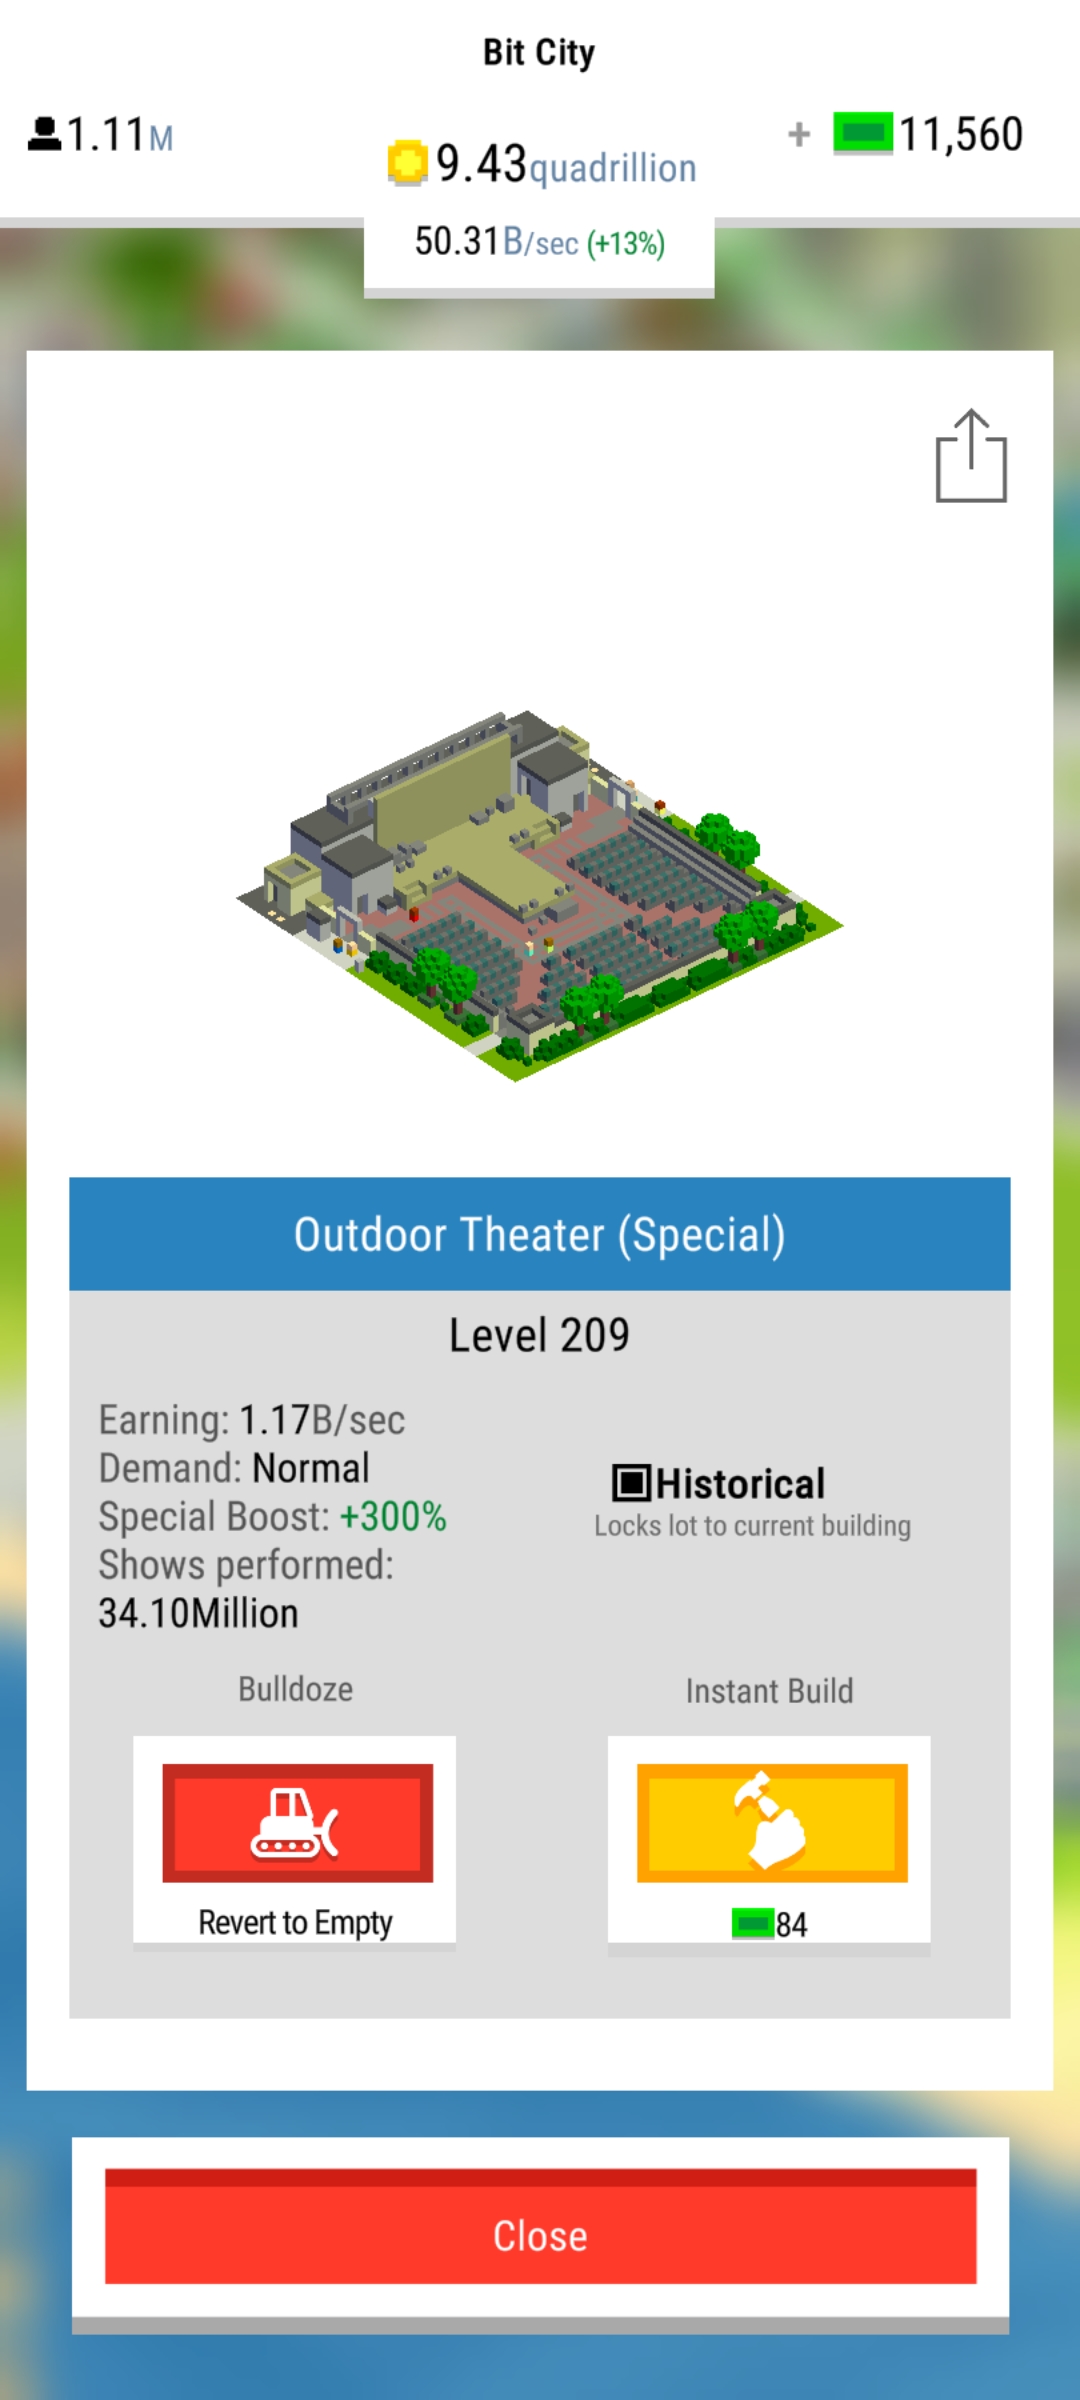 Bit City
1.11M
9.43quadrillion
+ 11,560
50.31B/sec (+13%)
Outdoor Theater (Special)
Level 209
Earning: 1.17B/sec
Demand: Normal
Special Boost: +300%
Shows performed:
34.10Million
Historical
Locks lot to current building
Bulldoze
Instant Build
Revert to Empty
84
Close